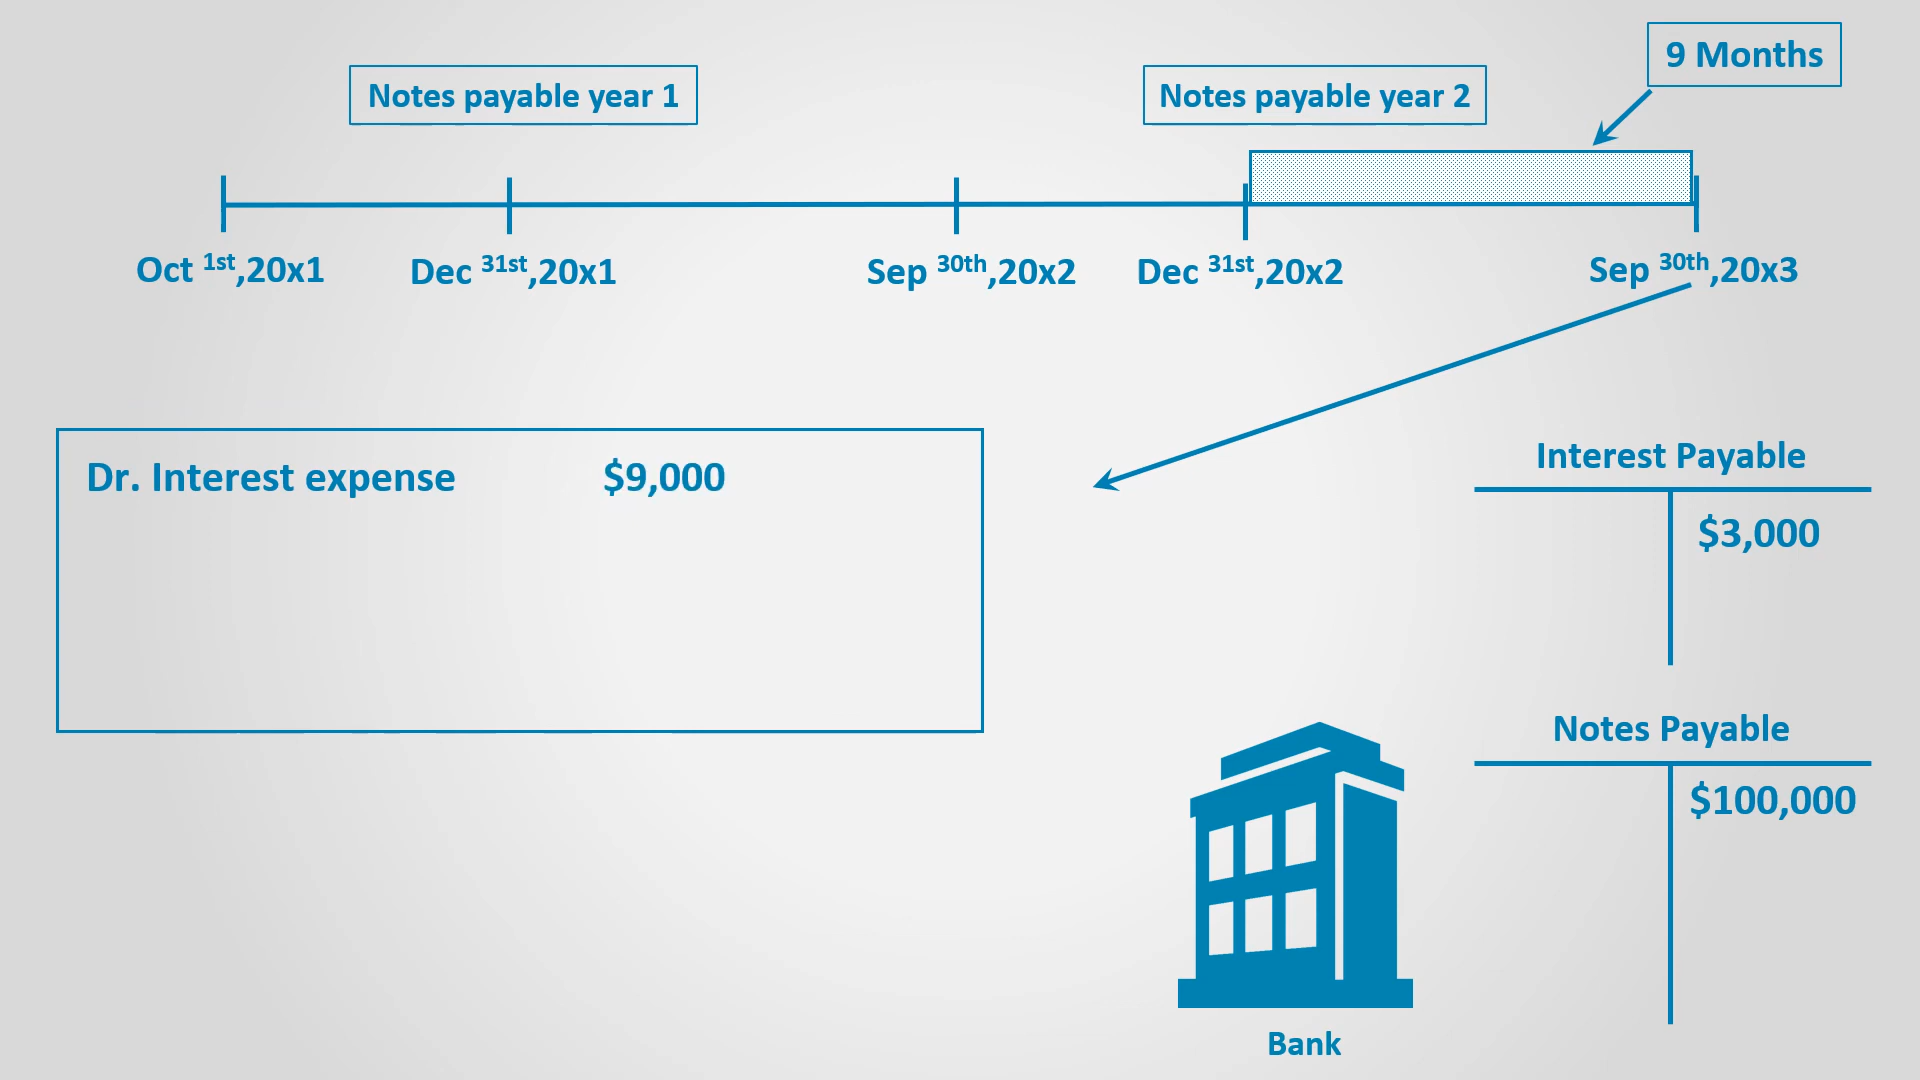 9 Months
Notes payable year 1
Notes payable year 2
Oct 1st,20x1
Dec 31st,20x1
Sep 30th,20x2
Dec 31st,20x2
Sep 30th,20x3
Dr. Interest expense $9,000
Interest Payable
$3,000
Notes Payable
$100,000
Bank